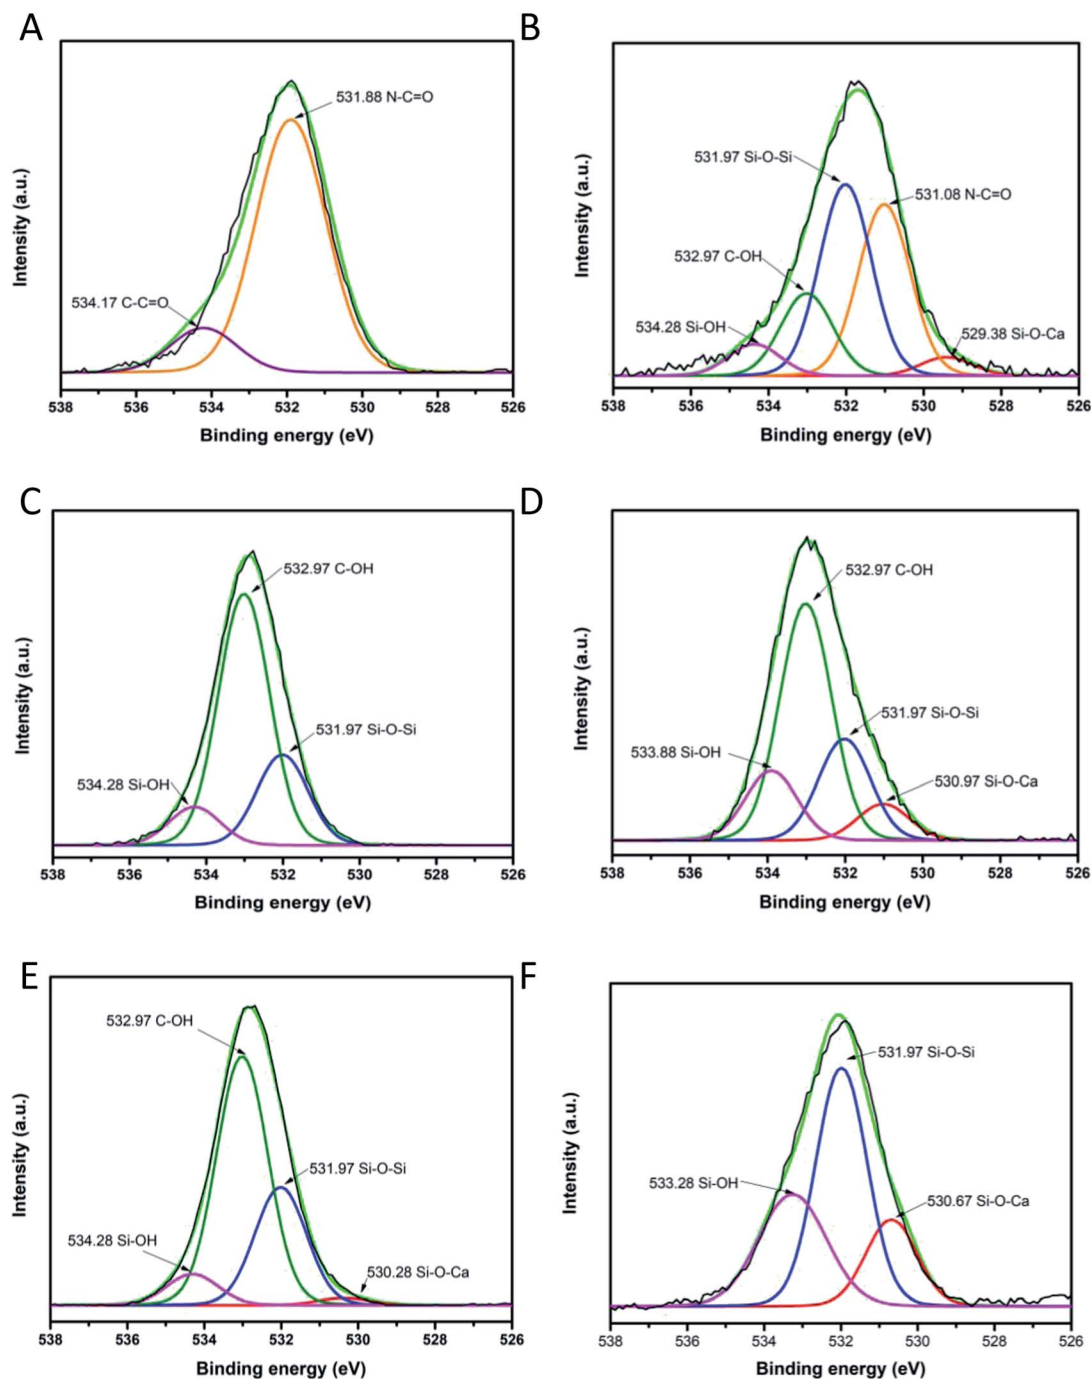 A
Intensity (a.u.)
531.88 N-C=O
534.17 C-C=O
538 536 534 532 530 528 526
Binding energy (eV)
B
Intensity (a.u.)
531.97 Si-O-Si
531.08 N-C=O
532.97 C-OH
534.28 Si-OH
529.38 Si-O-Ca
538 536 534 532 530 528 526
Binding energy (eV)
C
Intensity (a.u.)
532.97 C-OH
531.97 Si-O-Si
534.28 Si-OH
538 536 534 532 530 528 526
Binding energy (eV)
D
Intensity (a.u.)
532.97 C-OH
531.97 Si-O-Si
533.88 Si-OH
530.97 Si-O-Ca
538 536 534 532 530 528 526
Binding energy (eV)
E
Intensity (a.u.)
532.97 C-OH
531.97 Si-O-Si
534.28 Si-OH
530.28 Si-O-Ca
538 536 534 532 530 528 526
Binding energy (eV)
F
Intensity (a.u.)
531.97 Si-O-Si
533.28 Si-OH
530.67 Si-O-Ca
538 536 534 532 530 528 526
Binding energy (eV)